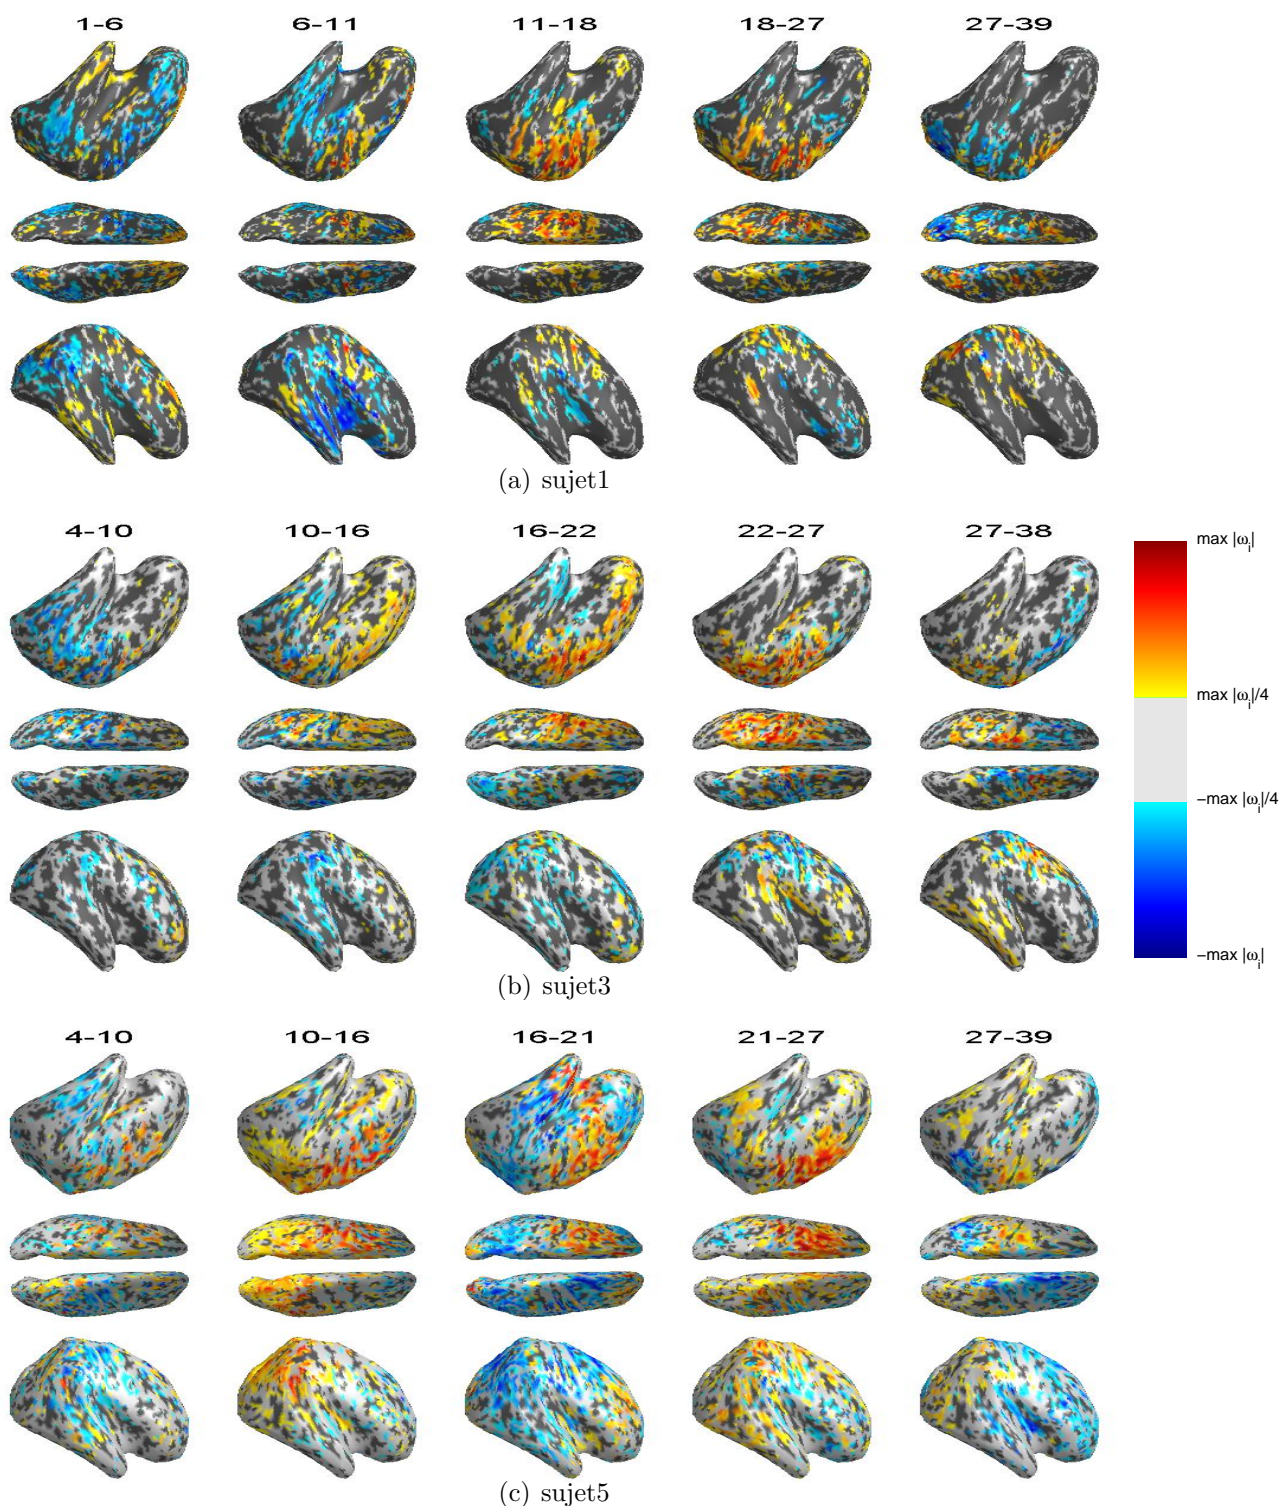 1-6 6-11 11-18 18-27 27-39
(a) sujet1
4-10 10-16 16-22 22-27 27-38
max |ω_i|
max |ω_i|/4
−max |ω_i|/4
−max |ω_i|
(b) sujet3
4-10 10-16 16-21 21-27 27-39
(c) sujet5